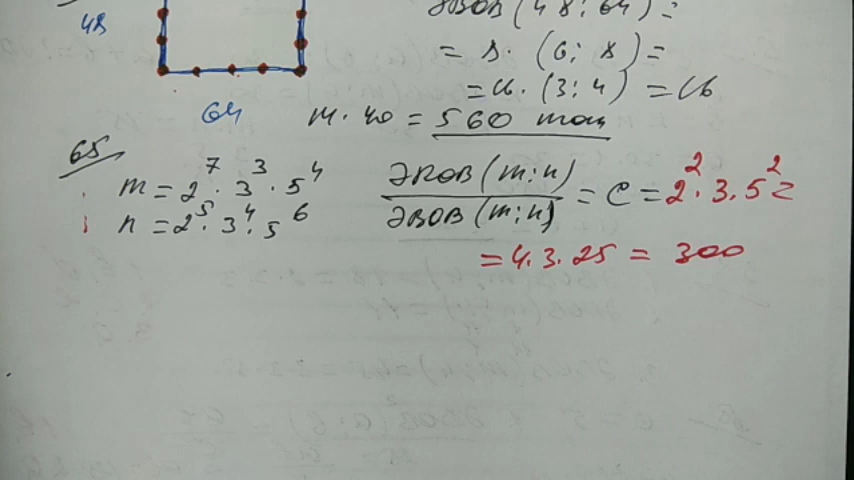 ƏBOB(48;64)=
48
= 8·(6;8)=
=16·(3;4)=16
64
14·40=560 man
65
m=2⁷·3³·5⁴
n=2⁵·3⁴·5⁶
ƏKOB(m;n)/ƏBOB(m;n)=C=2²·3·5²=
=4·3·25=300